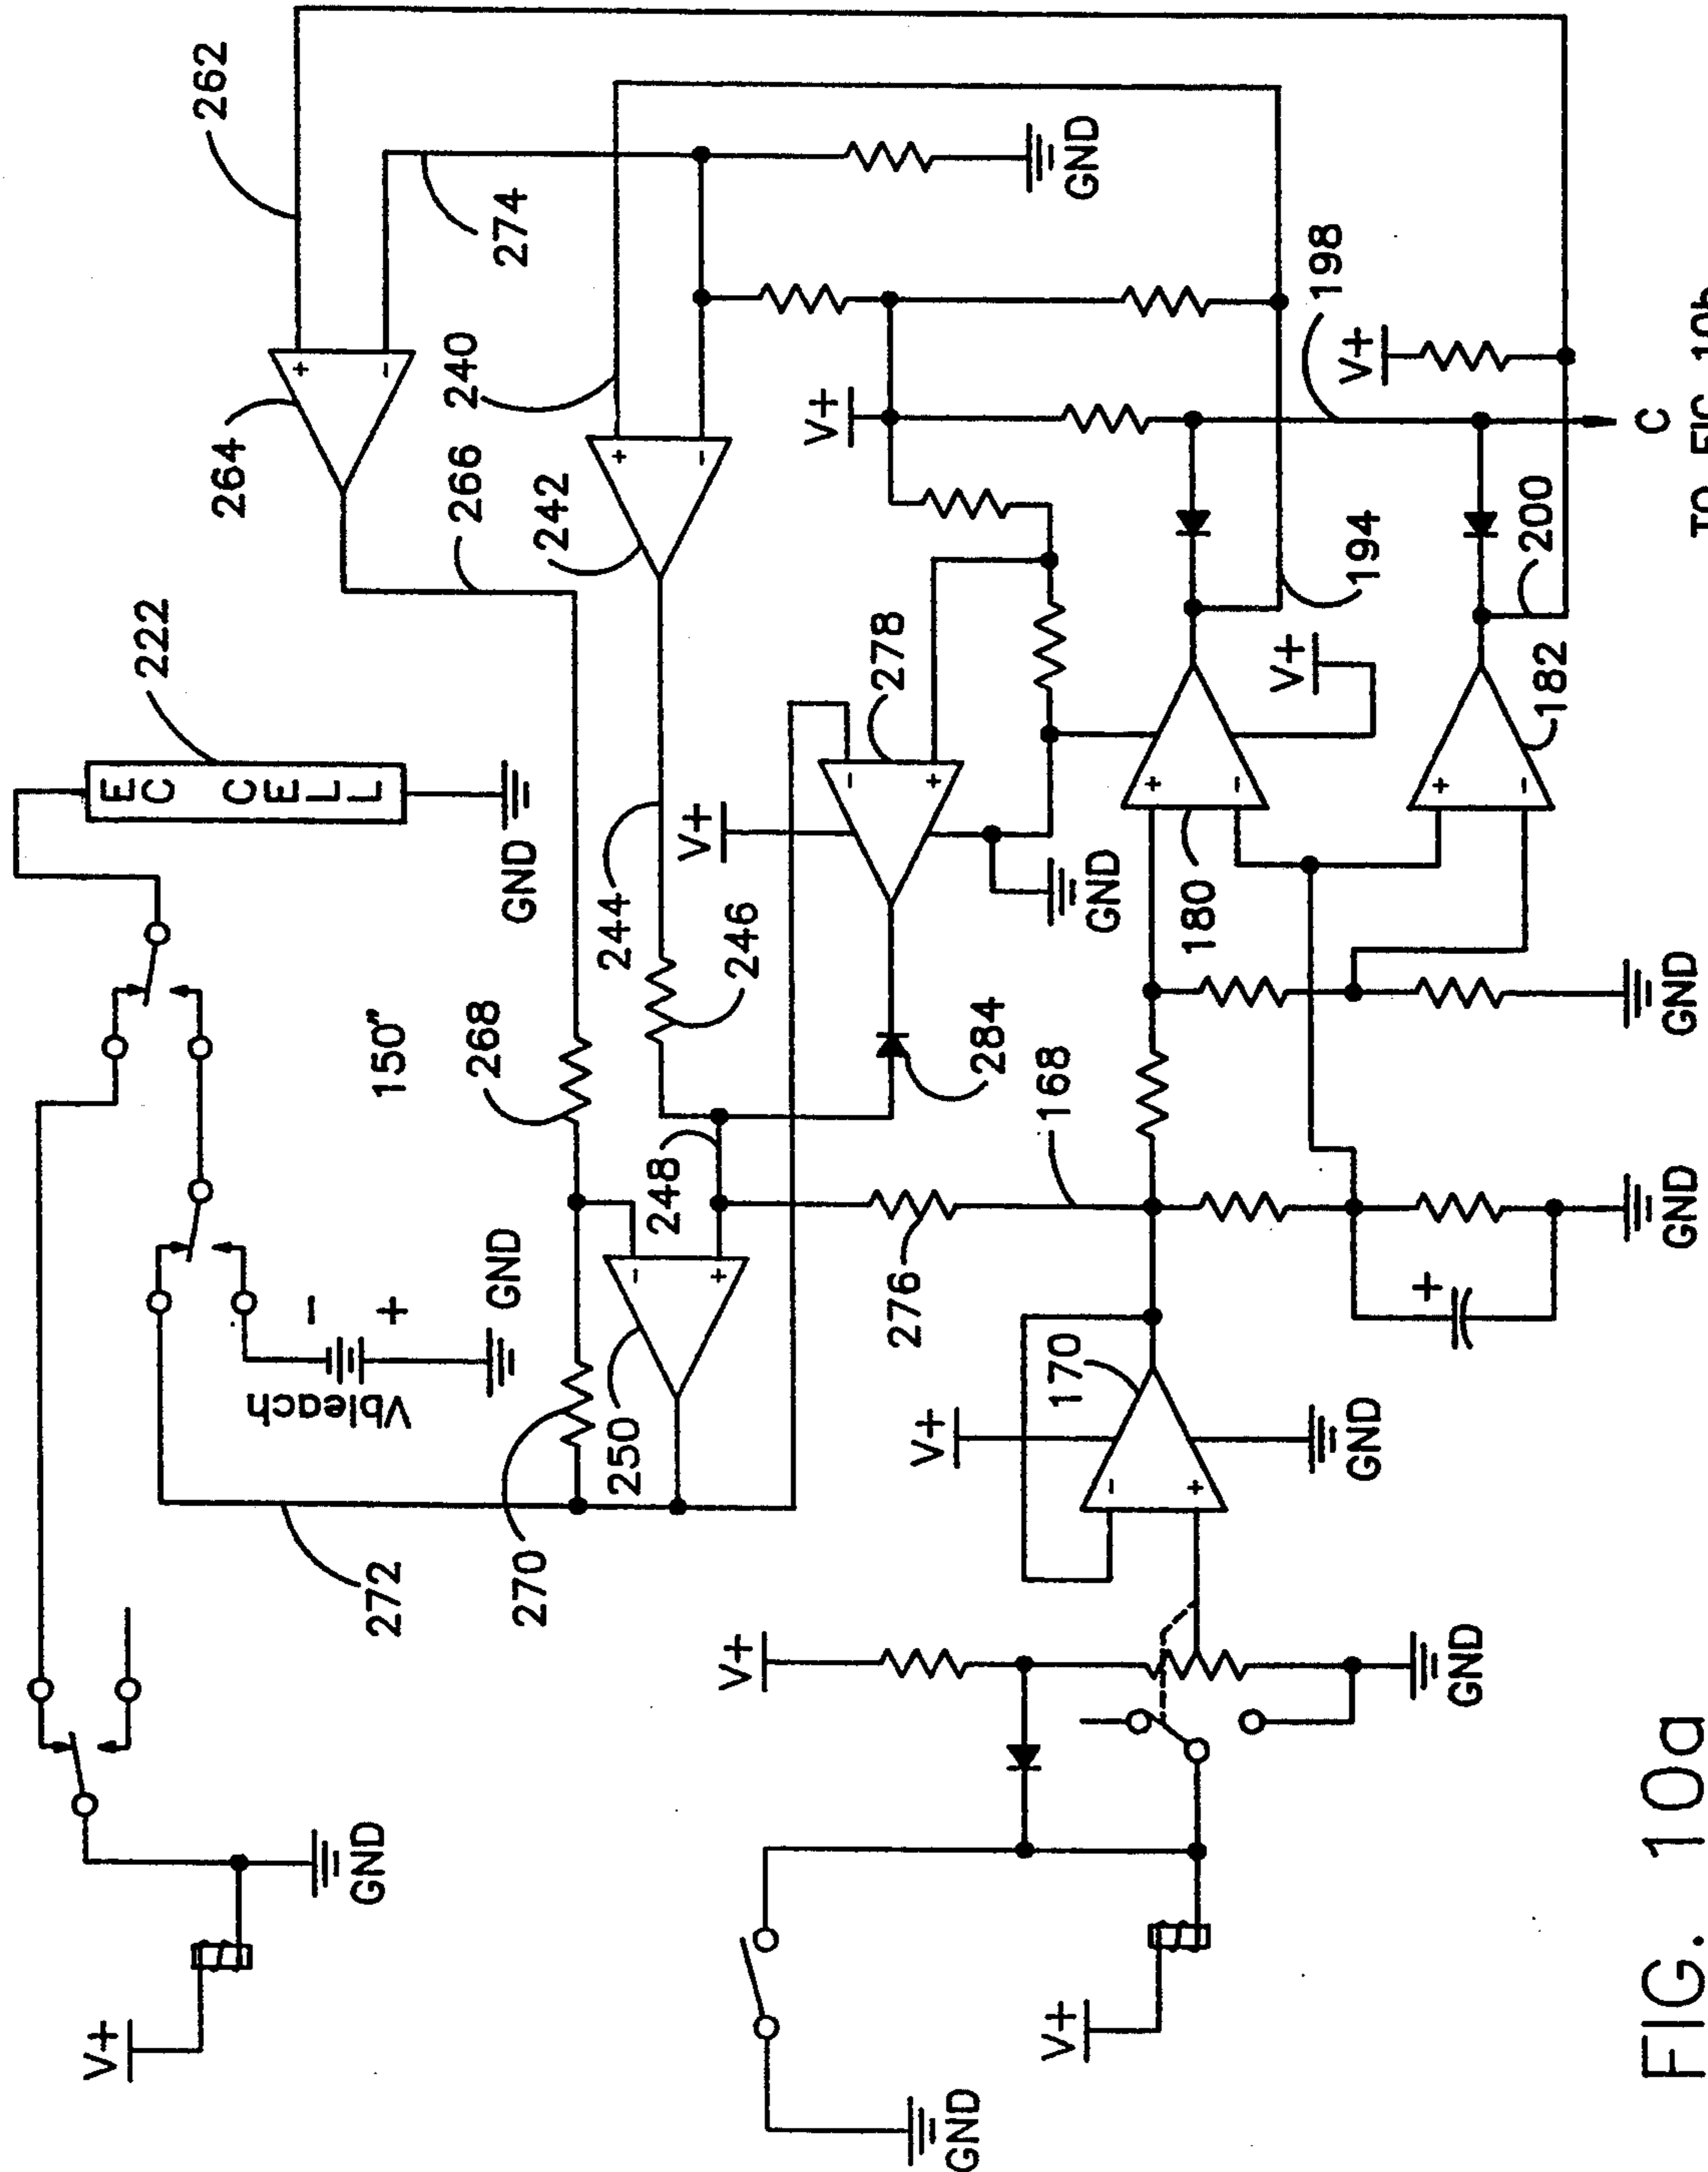 262
264
266
240
274
GND
222
EC CELL
GND
242
244
246
V+
V+
278
GND
V+
194
198
V+
C
200
182
180
GND
150"
268
248
284
168
276
GND
+
-
+
GND
Vbleach
250
270
272
V+
170
GND
V+
GND
V+
GND
V+
GND
FIG. 10a